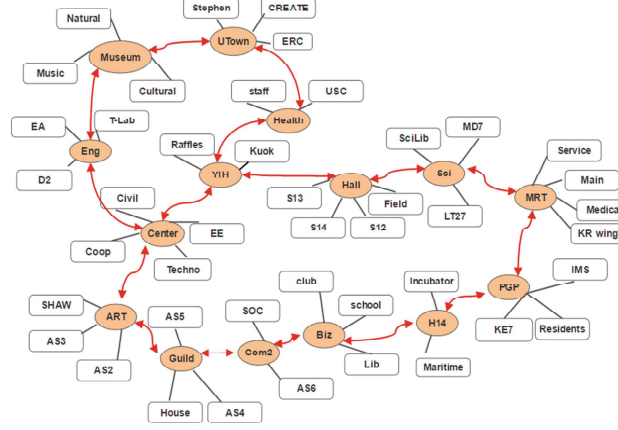 Stephen
CREATE
Natural
UTown
ERC
Museum
Music
Cultural
staff
USC
EA
T-Lab
Health
SciLib
MD7
Eng
Raffles
Kuok
Service
D2
YIH
Hall
Sci
Main
Civil
S13
Field
MRT
Medica
Center
EE
S14
S12
LT27
KR wing
Coop
Techno
club
Incubator
IMS
SHAW
AS5
SOC
school
PGP
ART
Biz
H14
AS3
Guild
Com2
KE7
Residents
AS2
Lib
Maritime
AS6
House
AS4